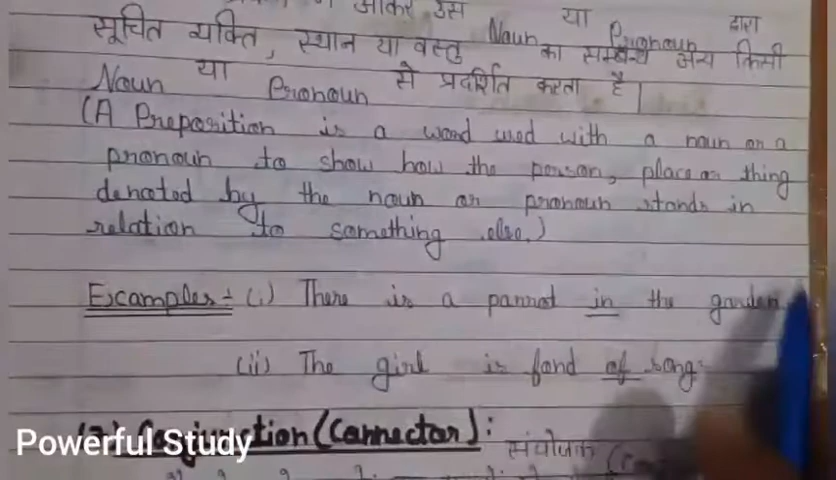 आकर उस या द्वारा
सूचित व्यक्ति, स्थान या वस्तु Noun का सम्बन्ध Pronoun अन्य किसी
Noun या Pronoun से प्रदर्शित करता है |
(A Preposition is a word used with a noun or a
pronoun to show how the person, place or thing
denoted by the noun or pronoun stands in
relation to something else.)
Examples:- (i) There is a parrot in the garden
(ii) The girl is fond of song
Conjunction (Connector) : संयोजक
Powerful Study